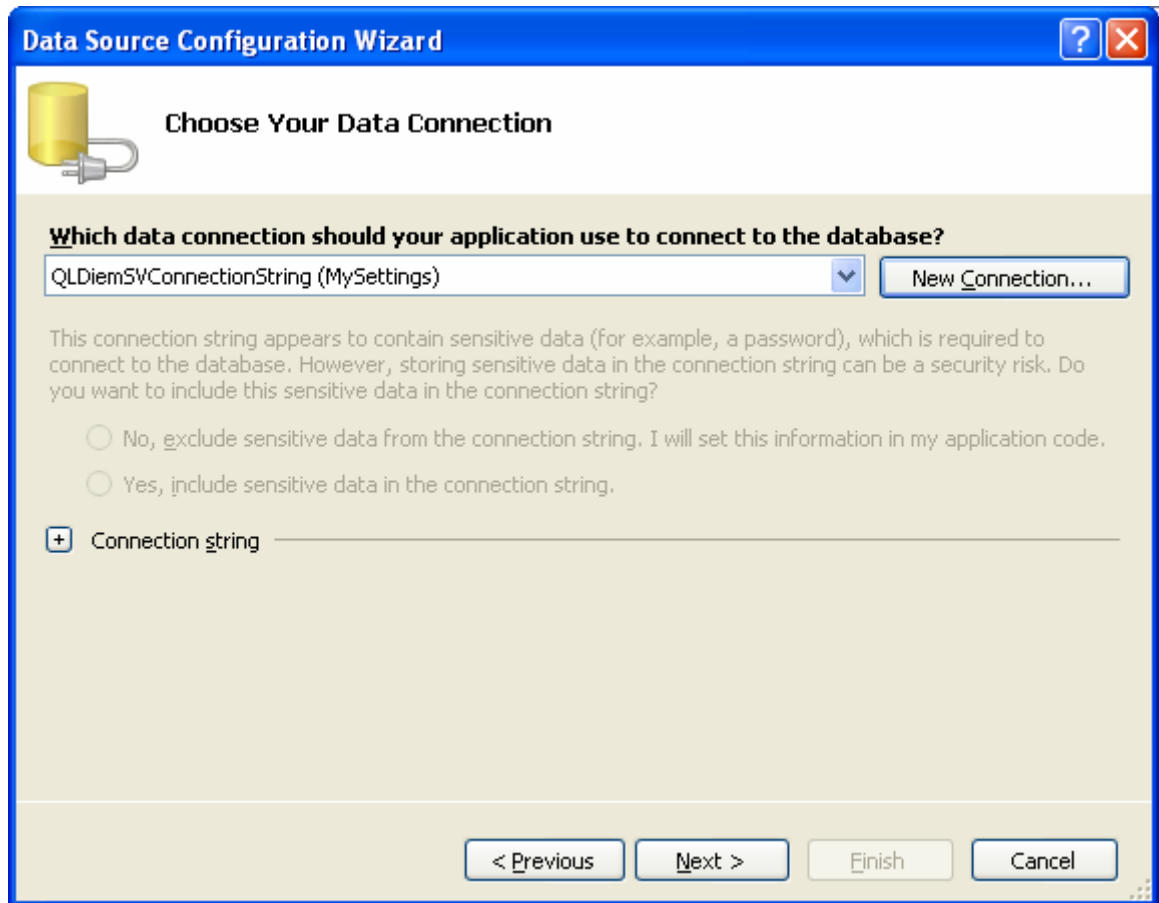 Data Source Configuration Wizard
Choose Your Data Connection
Which data connection should your application use to connect to the database?
QLDiemSVConnectionString (MySettings)
New Connection...
This connection string appears to contain sensitive data (for example, a password), which is required to
connect to the database. However, storing sensitive data in the connection string can be a security risk. Do
you want to include this sensitive data in the connection string?
No, exclude sensitive data from the connection string. I will set this information in my application code.
Yes, include sensitive data in the connection string.
Connection string
< Previous
Next >
Finish
Cancel